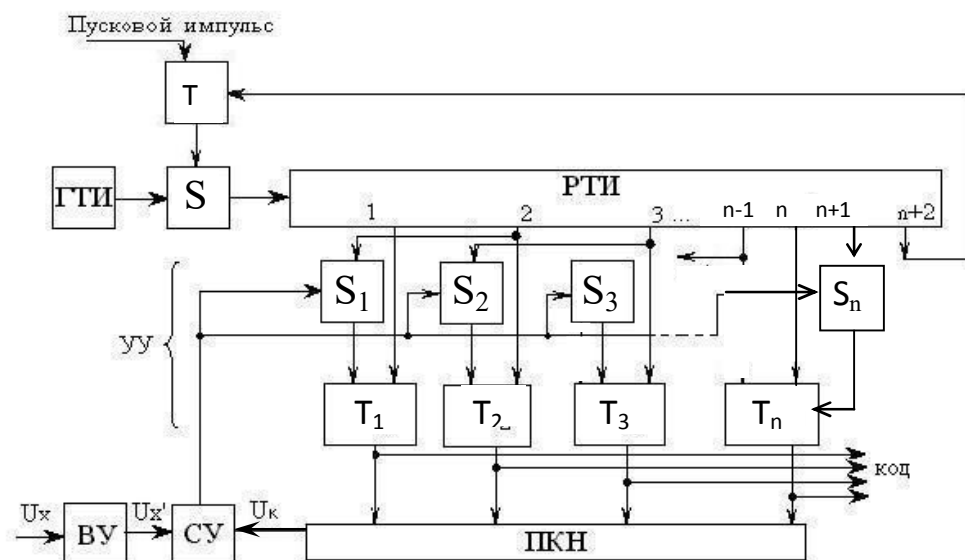 Пусковой импульс
T
ГТИ
S
РТИ
1
2
3 ...
n-1
n
n+1
n+2
S1
S2
S3
Sn
УУ
T1
T2
T3
Tn
код
Ux
ВУ
Ux'
СУ
Uк
ПКН